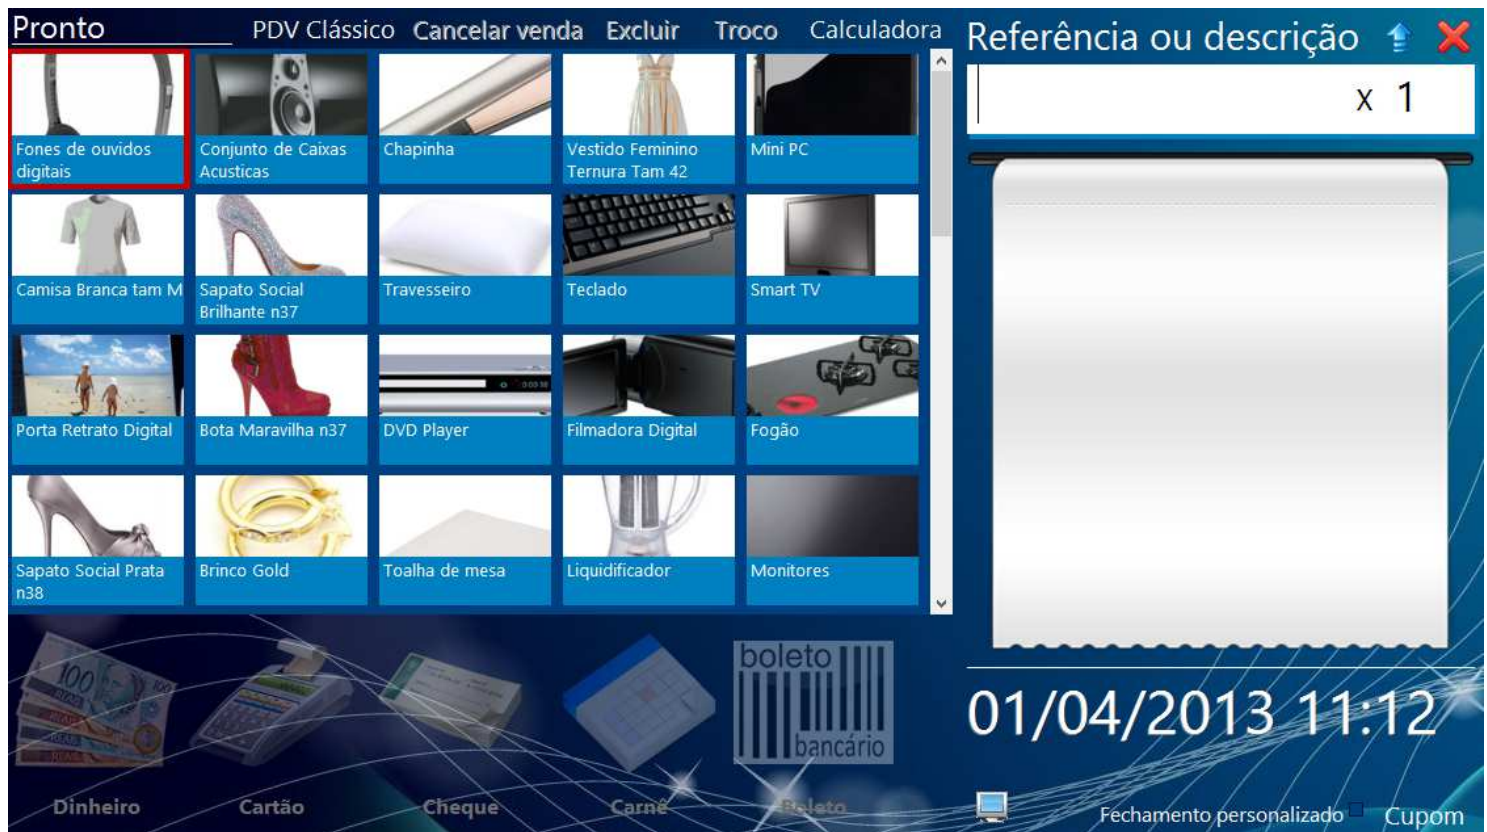 Pronto
PDV Clássico
Cancelar venda
Excluir
Troco
Calculadora
Referência ou descrição
x 1
Fones de ouvidos
digitais
Conjunto de Caixas
Acusticas
Chapinha
Vestido Feminino
Ternura Tam 42
Mini PC
Camisa Branca tam M
Sapato Social
Brilhante n37
Travesseiro
Teclado
Smart TV
Porta Retrato Digital
Bota Maravilha n37
DVD Player
Filmadora Digital
Fogão
Sapato Social Prata
n38
Brinco Gold
Toalha de mesa
Liquidificador
Monitores
100
boleto
bancário
Dinheiro
Cartão
Cheque
Carnê
Boleto
01/04/2013 11:12
Fechamento personalizado
Cupom